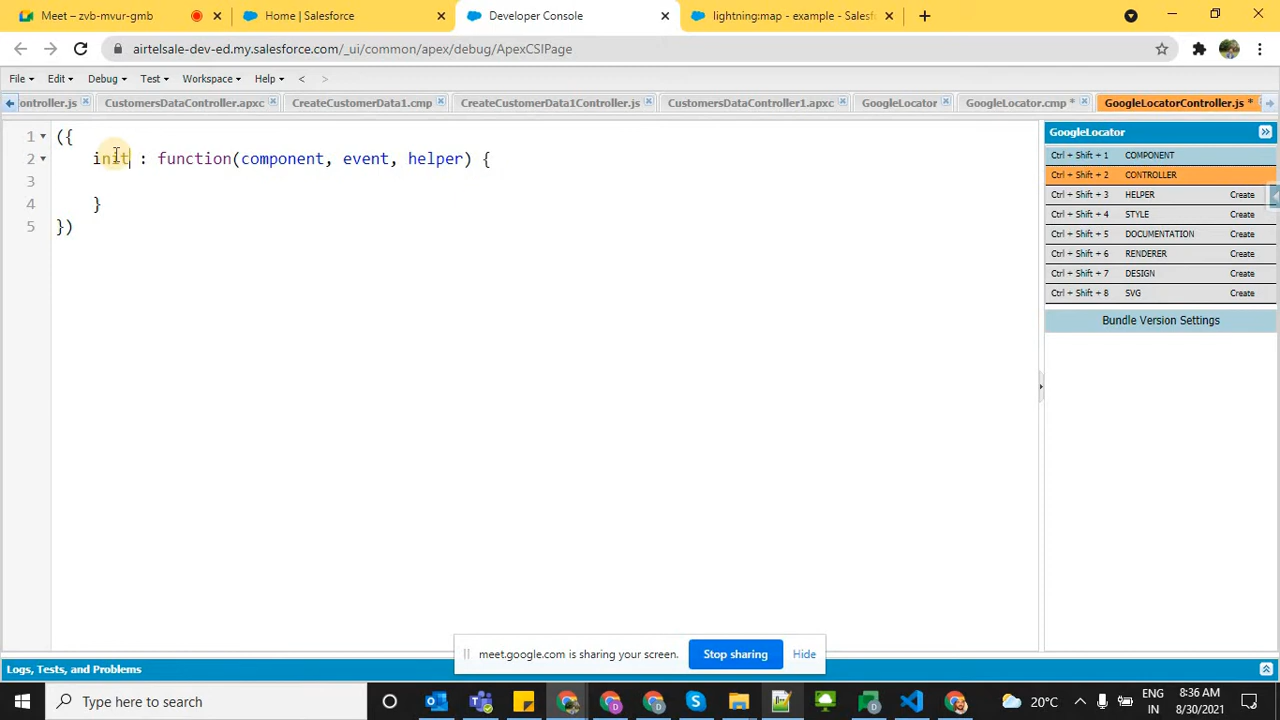 Meet – zvb-mvur-gmb
Home | Salesforce
Developer Console
lightning:map - example - Salesf
airtelsale-dev-ed.my.salesforce.com/_ui/common/apex/debug/ApexCSIPage
File Edit Debug Test Workspace Help < >
ontroller.js CustomersDataController.apxc CreateCustomerData1.cmp CreateCustomerData1Controller.js CustomersDataController1.apxc GoogleLocator GoogleLocator.cmp * GoogleLocatorController.js *
1 ({
2 init : function(component, event, helper) {
3
4 }
5 })
GoogleLocator
Ctrl + Shift + 1 COMPONENT
Ctrl + Shift + 2 CONTROLLER
Ctrl + Shift + 3 HELPER Create
Ctrl + Shift + 4 STYLE Create
Ctrl + Shift + 5 DOCUMENTATION Create
Ctrl + Shift + 6 RENDERER Create
Ctrl + Shift + 7 DESIGN Create
Ctrl + Shift + 8 SVG Create
Bundle Version Settings
meet.google.com is sharing your screen. Stop sharing Hide
Logs, Tests, and Problems
Type here to search
20°C
ENG
IN
8:36 AM
8/30/2021